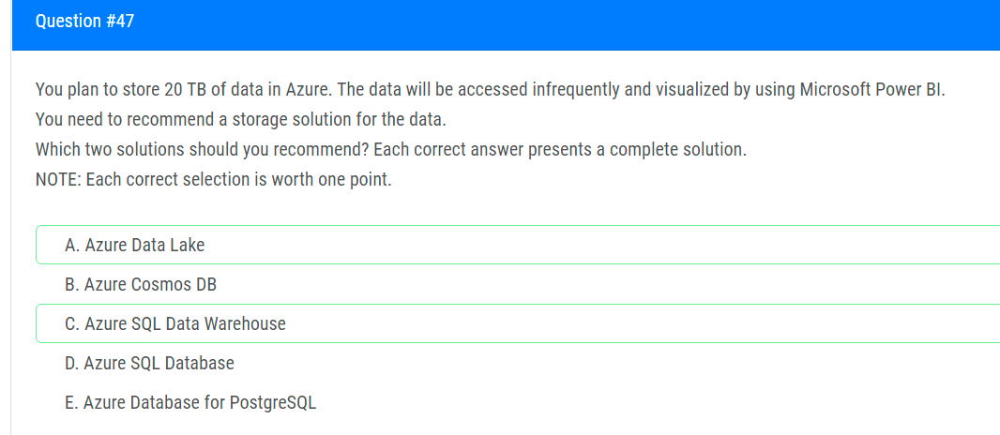 Question #47
You plan to store 20 TB of data in Azure. The data will be accessed infrequently and visualized by using Microsoft Power BI.
You need to recommend a storage solution for the data.
Which two solutions should you recommend? Each correct answer presents a complete solution.
NOTE: Each correct selection is worth one point.
A. Azure Data Lake
B. Azure Cosmos DB
C. Azure SQL Data Warehouse
D. Azure SQL Database
E. Azure Database for PostgreSQL